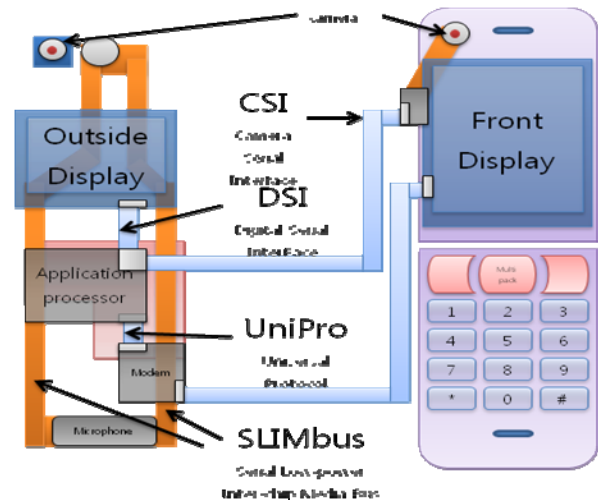 camera
CSI
Camera
Serial
Interface
Outside
Display
Front
Display
DSI
Digital Serial
Interface
Application
processor
Multi
pack
1 2 3
4 5 6
7 8 9
* 0 #
UniPro
Universal
Protocol
Modem
Microphone
SLIMbus
Serial Low-power
Inter-chip Media Bus